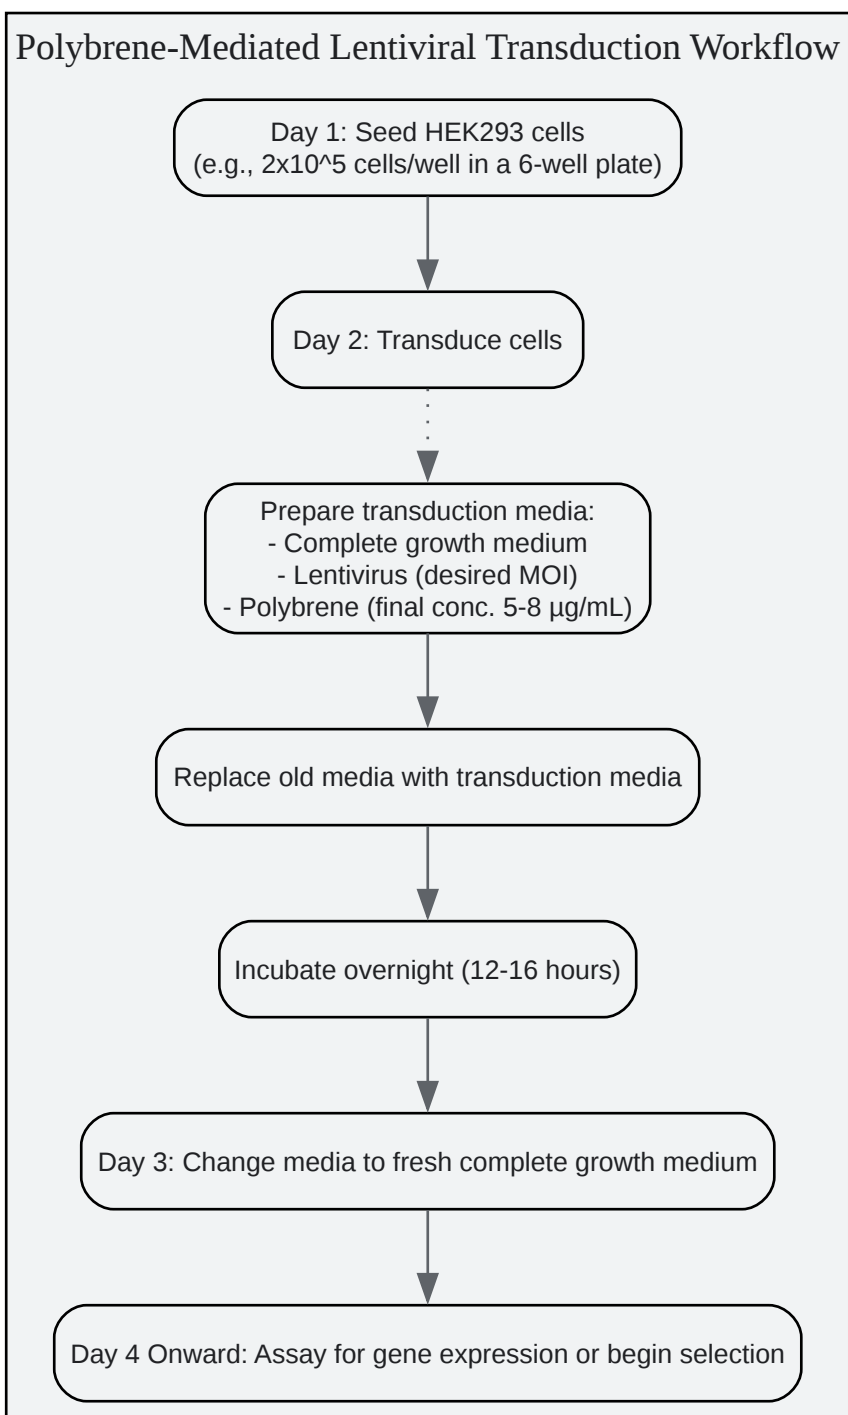 Polybrene-Mediated Lentiviral Transduction Workflow
Day 1: Seed HEK293 cells
(e.g., 2x10^5 cells/well in a 6-well plate)
Day 2: Transduce cells
Prepare transduction media:
- Complete growth medium
- Lentivirus (desired MOI)
- Polybrene (final conc. 5-8 µg/mL)
Replace old media with transduction media
Incubate overnight (12-16 hours)
Day 3: Change media to fresh complete growth medium
Day 4 Onward: Assay for gene expression or begin selection